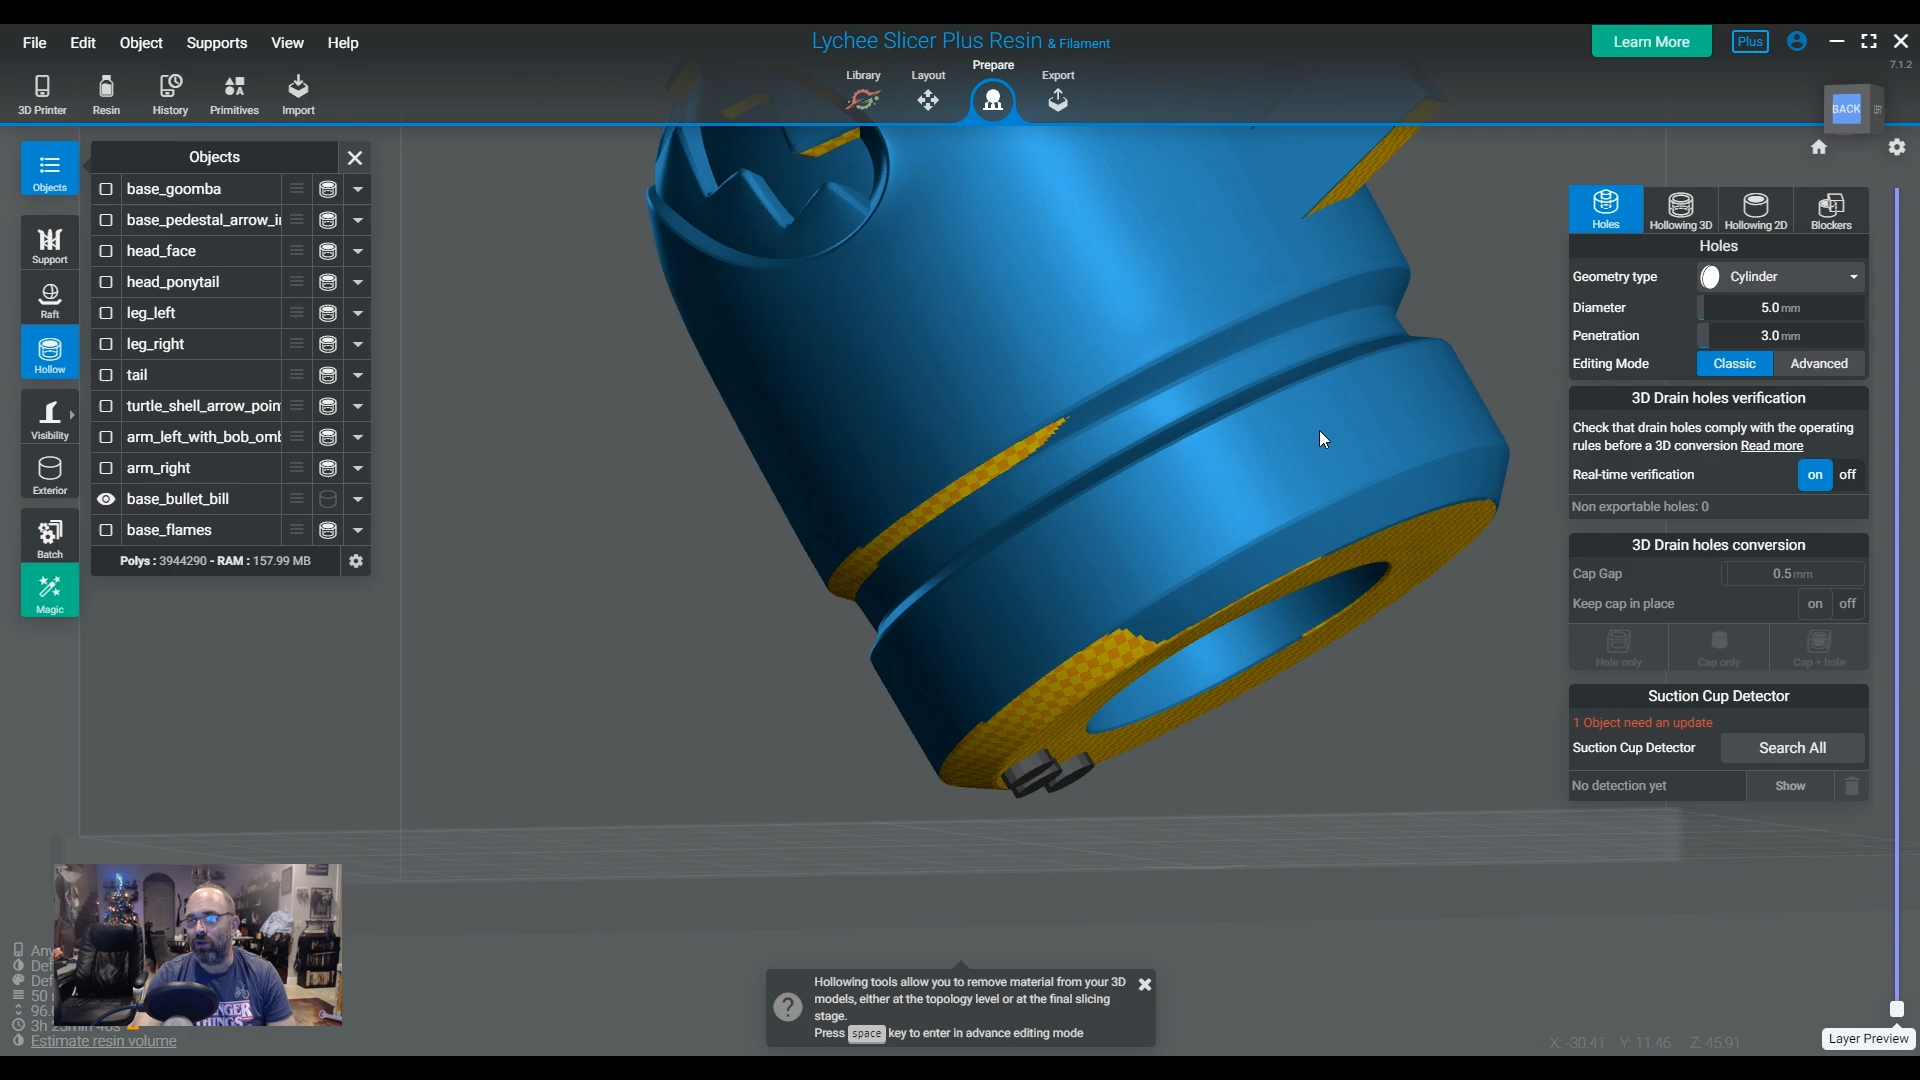 File Edit Object Supports View Help
Lychee Slicer Plus Resin & Filament
Learn More
Plus
7.1.2
3D Printer Resin History Primitives Import
Library Layout Prepare Export
BACK
Objects
Support
Raft
Hollow
Visibility
Exterior
Batch
Magic
Objects
base_goomba
base_pedestal_arrow_i
head_face
head_ponytail
leg_left
leg_right
tail
turtle_shell_arrow_poin
arm_left_with_bob_omb
arm_right
base_bullet_bill
base_flames
Polys : 3944290 - RAM : 157.99 MB
Holes Hollowing 3D Hollowing 2D Blockers
Holes
Geometry type Cylinder
Diameter 5.0 mm
Penetration 3.0 mm
Editing Mode Classic Advanced
3D Drain holes verification
Check that drain holes comply with the operating
rules before a 3D conversion Read more
Real-time verification on off
Non exportable holes: 0
3D Drain holes conversion
Cap Gap 0.5 mm
Keep cap in place on off
Hole only Cap only Cap + hole
Suction Cup Detector
1 Object need an update
Suction Cup Detector Search All
No detection yet Show
Any
Def
Def
50
96.
3h
Estimate resin volume
Hollowing tools allow you to remove material from your 3D
models, either at the topology level or at the final slicing
stage.
Press space key to enter in advance editing mode
X: -30.41 Y: 11.46 Z: 45.91
Layer Preview